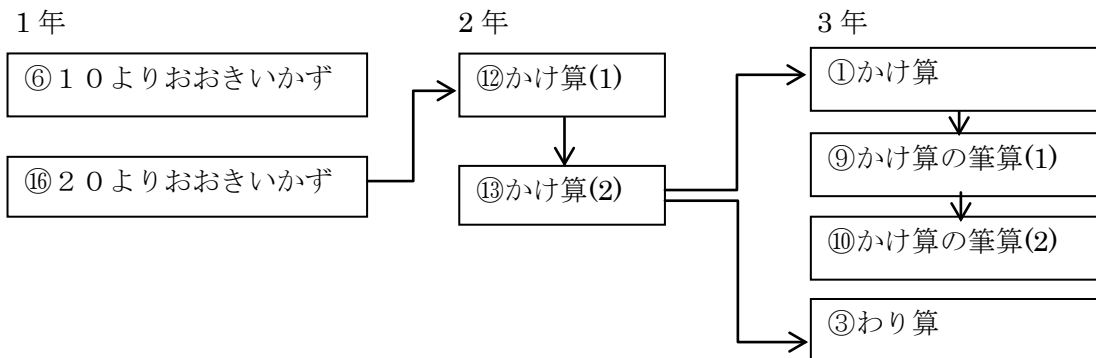 1年
⑥10よりおおきいかず
⑯20よりおおきいかず
2年
⑫かけ算(1)
⑬かけ算(2)
3年
①かけ算
⑨かけ算の筆算(1)
⑩かけ算の筆算(2)
③わり算